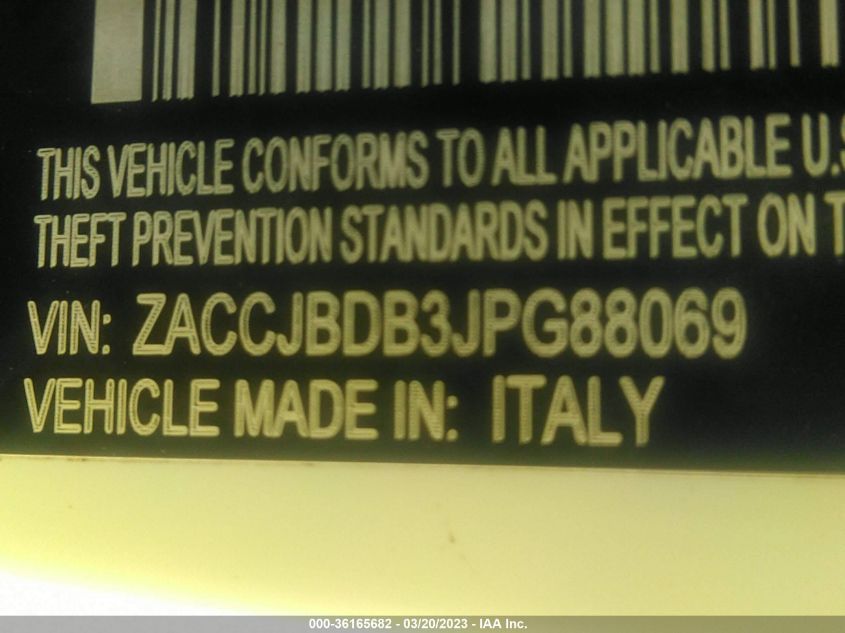 THIS VEHICLE CONFORMS TO ALL APPLICABLE U.S
THEFT PREVENTION STANDARDS IN EFFECT ON T
VIN: ZACCJBDB3JPG88069
VEHICLE MADE IN: ITALY
000-36165682 - 03/20/2023 - IAA Inc.